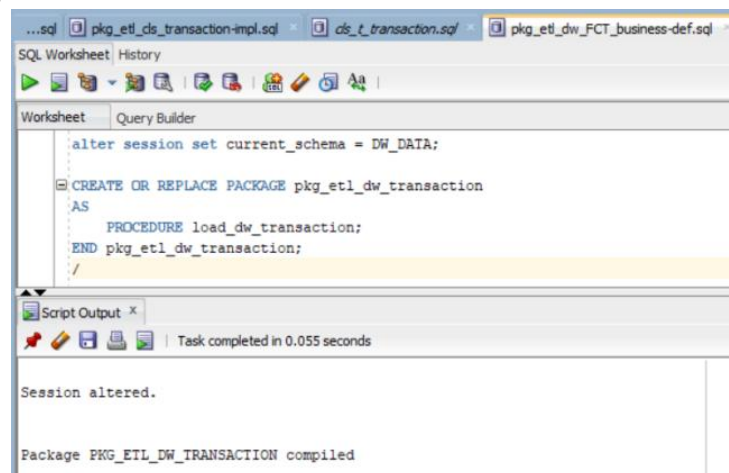 ...sql pkg_etl_cls_transaction-impl.sql cls_t_transaction.sql pkg_etl_dw_FCT_business-def.sql
SQL Worksheet History
Aa
Worksheet Query Builder
alter session set current_schema = DW_DATA;
CREATE OR REPLACE PACKAGE pkg_etl_dw_transaction
AS
PROCEDURE load_dw_transaction;
END pkg_etl_dw_transaction;
/
Script Output x
Task completed in 0.055 seconds
Session altered.
Package PKG_ETL_DW_TRANSACTION compiled